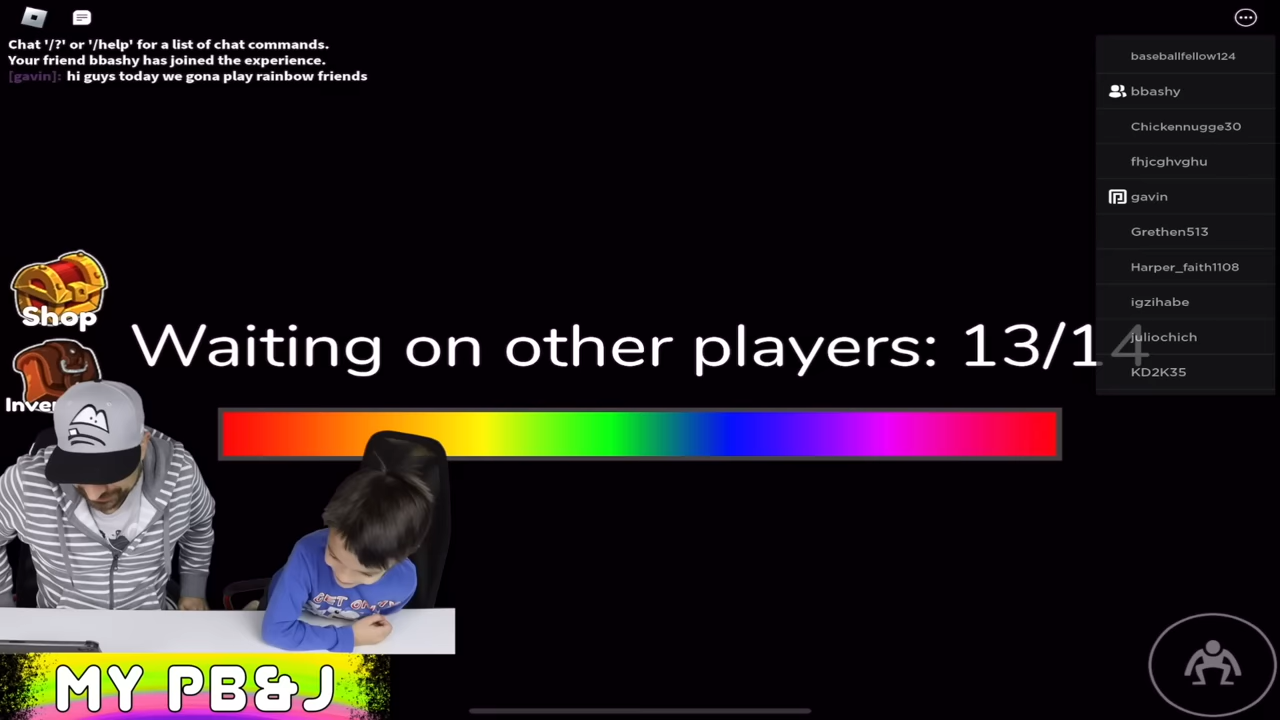 Chat '/?' or '/help' for a list of chat commands.
Your friend bbashy has joined the experience.
[gavin]: hi guys today we gona play rainbow friends
baseballfellow124
bbashy
Chickennugge30
fhjcghvghu
gavin
Grethen513
Harper_faith1108
igzihabe
juliochich
KD2K35
Shop
Waiting on other players: 13/14
MY PB&J